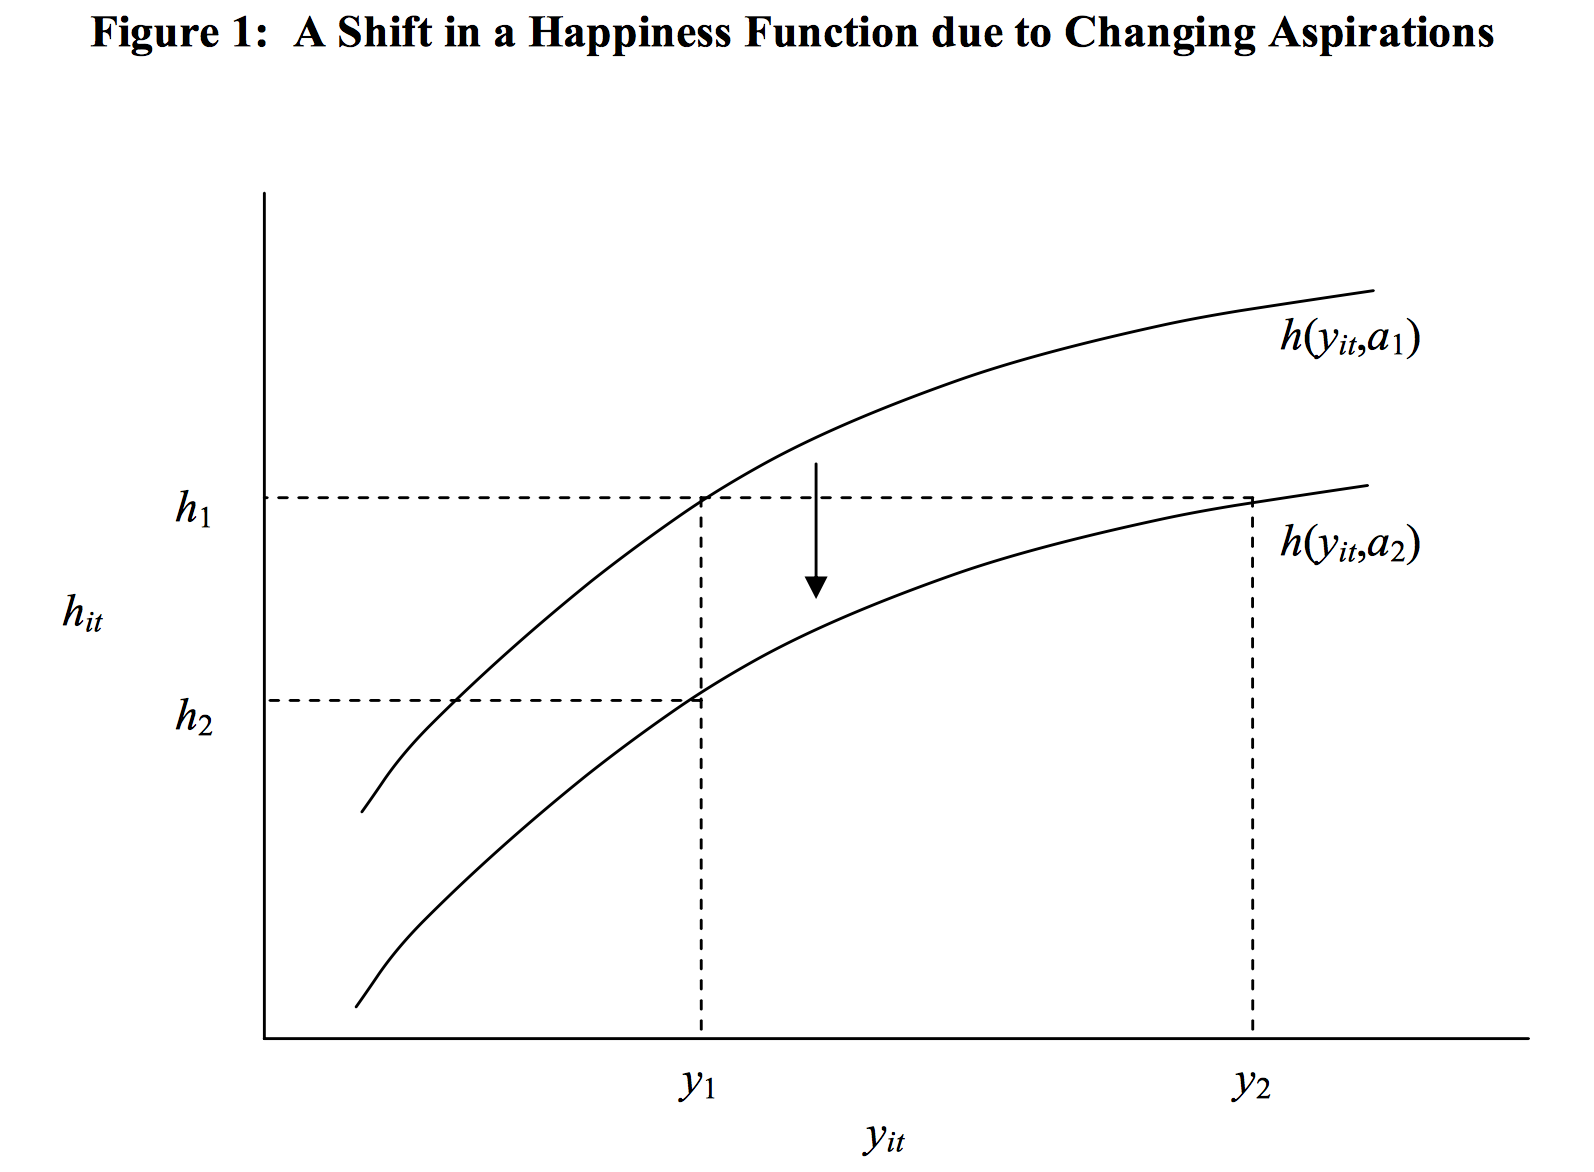 Figure 1:  A Shift in a Happiness Function due to Changing Aspirations
h(yit,a1)
h1
h(yit,a2)
hit
h2
y1
y2
yit